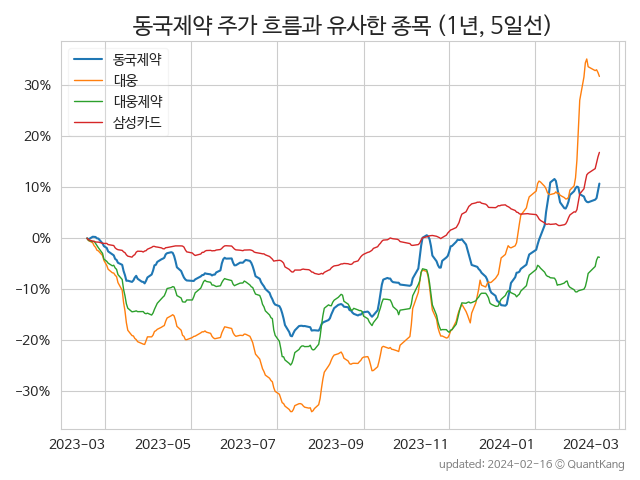 동국제약 주가 흐름과 유사한 종목 (1년, 5일선)
동국제약
대웅
대웅제약
삼성카드
30%
20%
10%
0%
−10%
−20%
−30%
2023-03 2023-05 2023-07 2023-09 2023-11 2024-01 2024-03
updated: 2024-02-16 © QuantKang